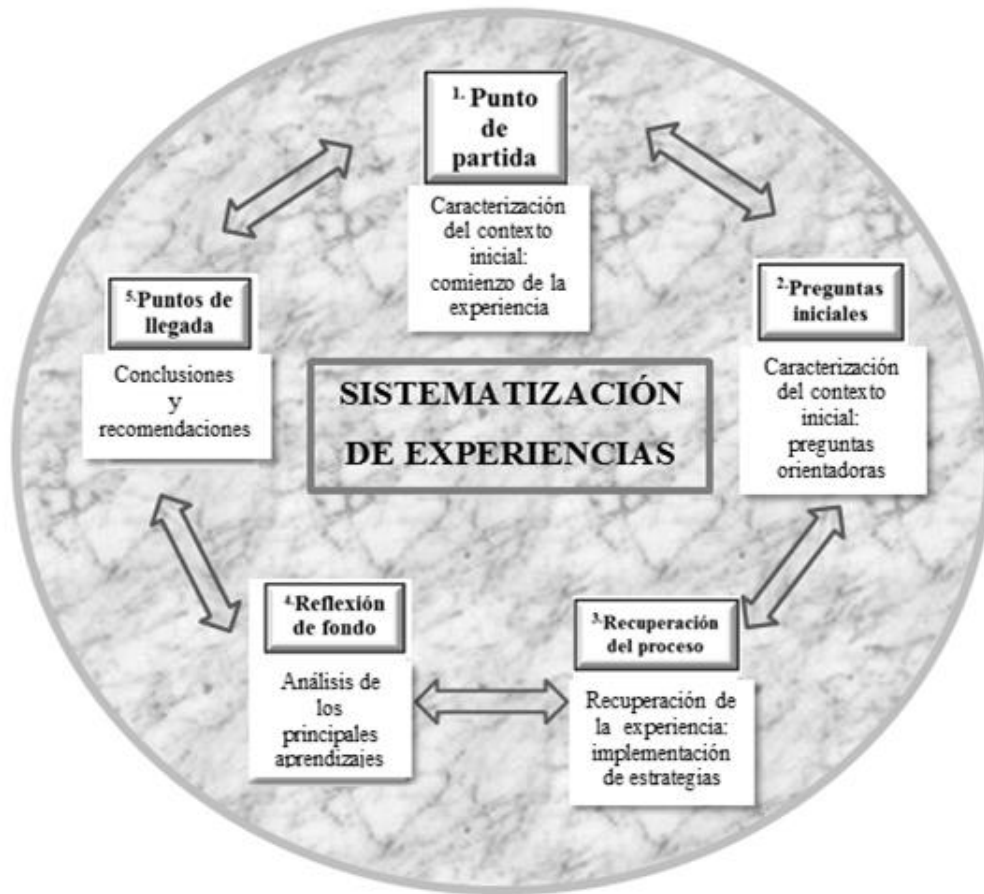 1. Punto
de
partida
Caracterización
del contexto
inicial:
comienzo de la
experiencia
2. Preguntas
iniciales
Caracterización
del contexto
inicial:
preguntas
orientadoras
3. Recuperación
del proceso
Recuperación de
la experiencia:
implementación
de estrategias
4. Reflexión
de fondo
Análisis de
los
principales
aprendizajes
5. Puntos de
llegada
Conclusiones
y
recomendaciones
SISTEMATIZACIÓN
DE EXPERIENCIAS